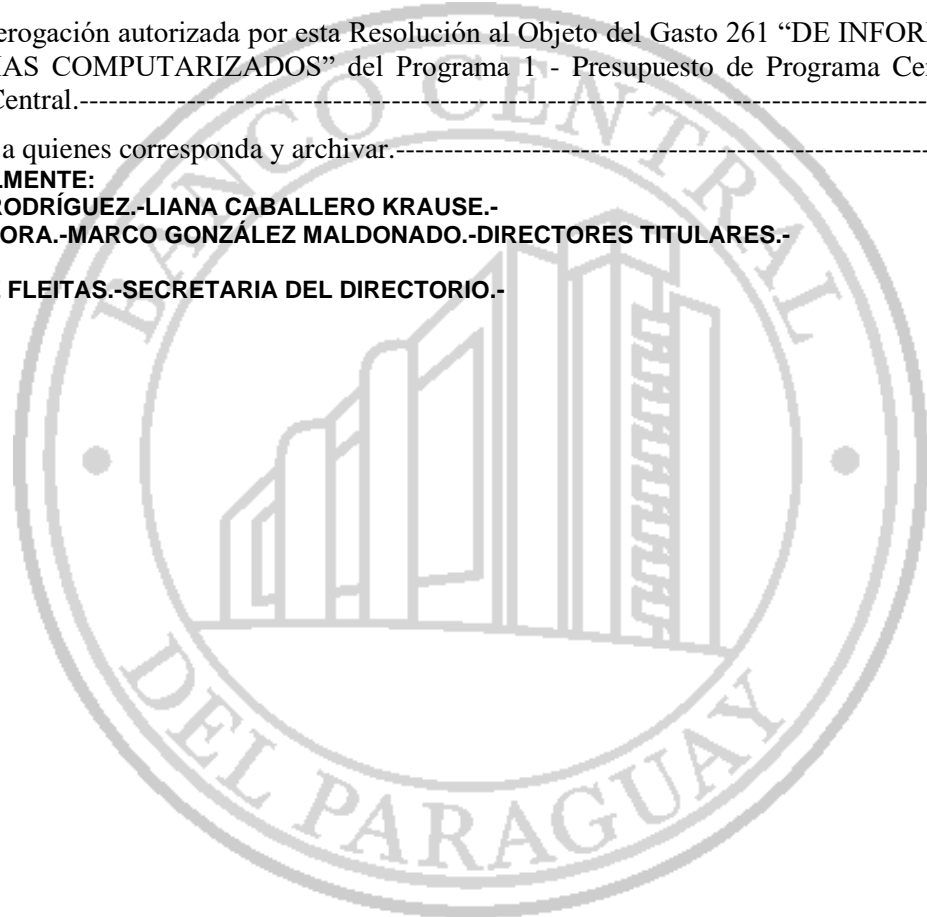 erogación autorizada por esta Resolución al Objeto del Gasto 261 “DE INFOR
AS COMPUTARIZADOS” del Programa 1 - Presupuesto de Programa Ce
Central.------------------------------------------------------------------------------------------
a quienes corresponda y archivar.---------------------------------------------------------
LMENTE:
RODRÍGUEZ.-LIANA CABALLERO KRAUSE.-
ORA.-MARCO GONZÁLEZ MALDONADO.-DIRECTORES TITULARES.-
FLEITAS.-SECRETARIA DEL DIRECTORIO.-
BANCO CENTRAL
DEL PARAGUAY